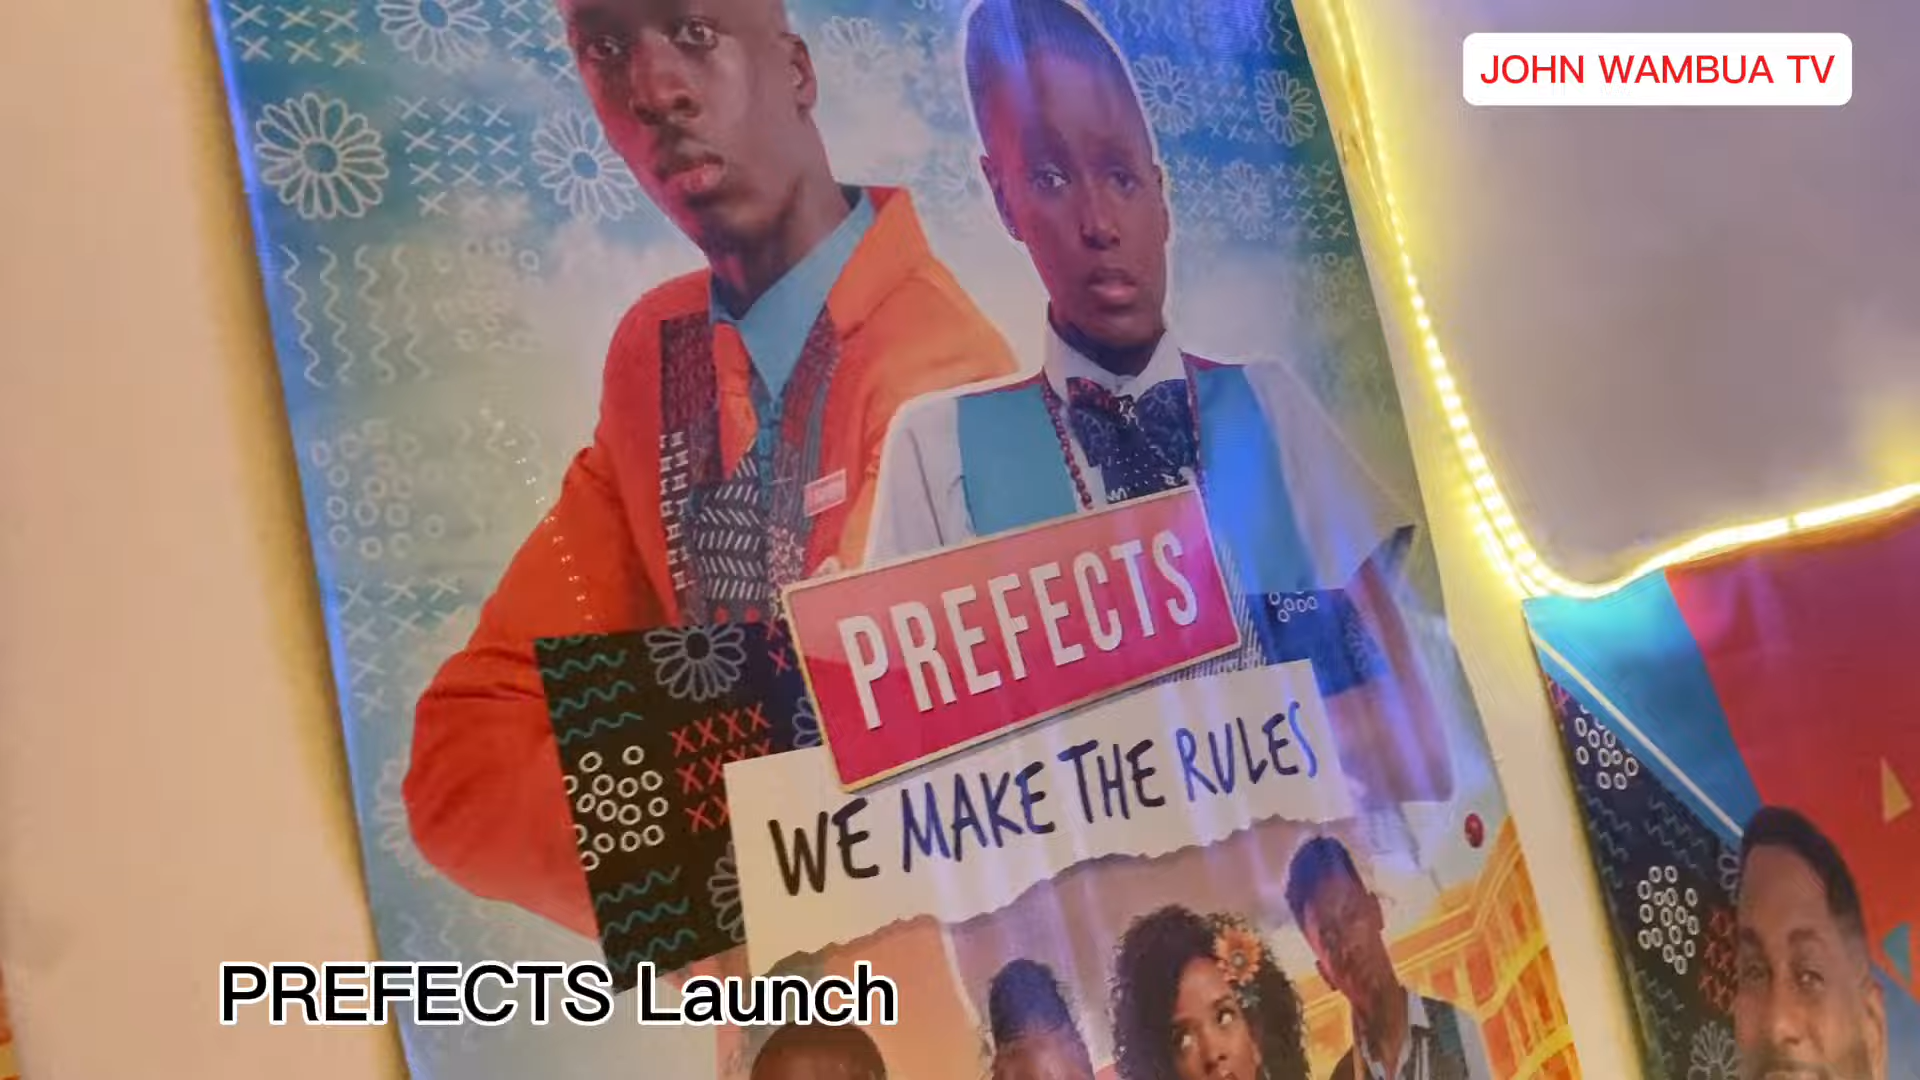 JOHN WAMBUA TV
PREFECTS
WE MAKE THE RULES
PREFECTS Launch